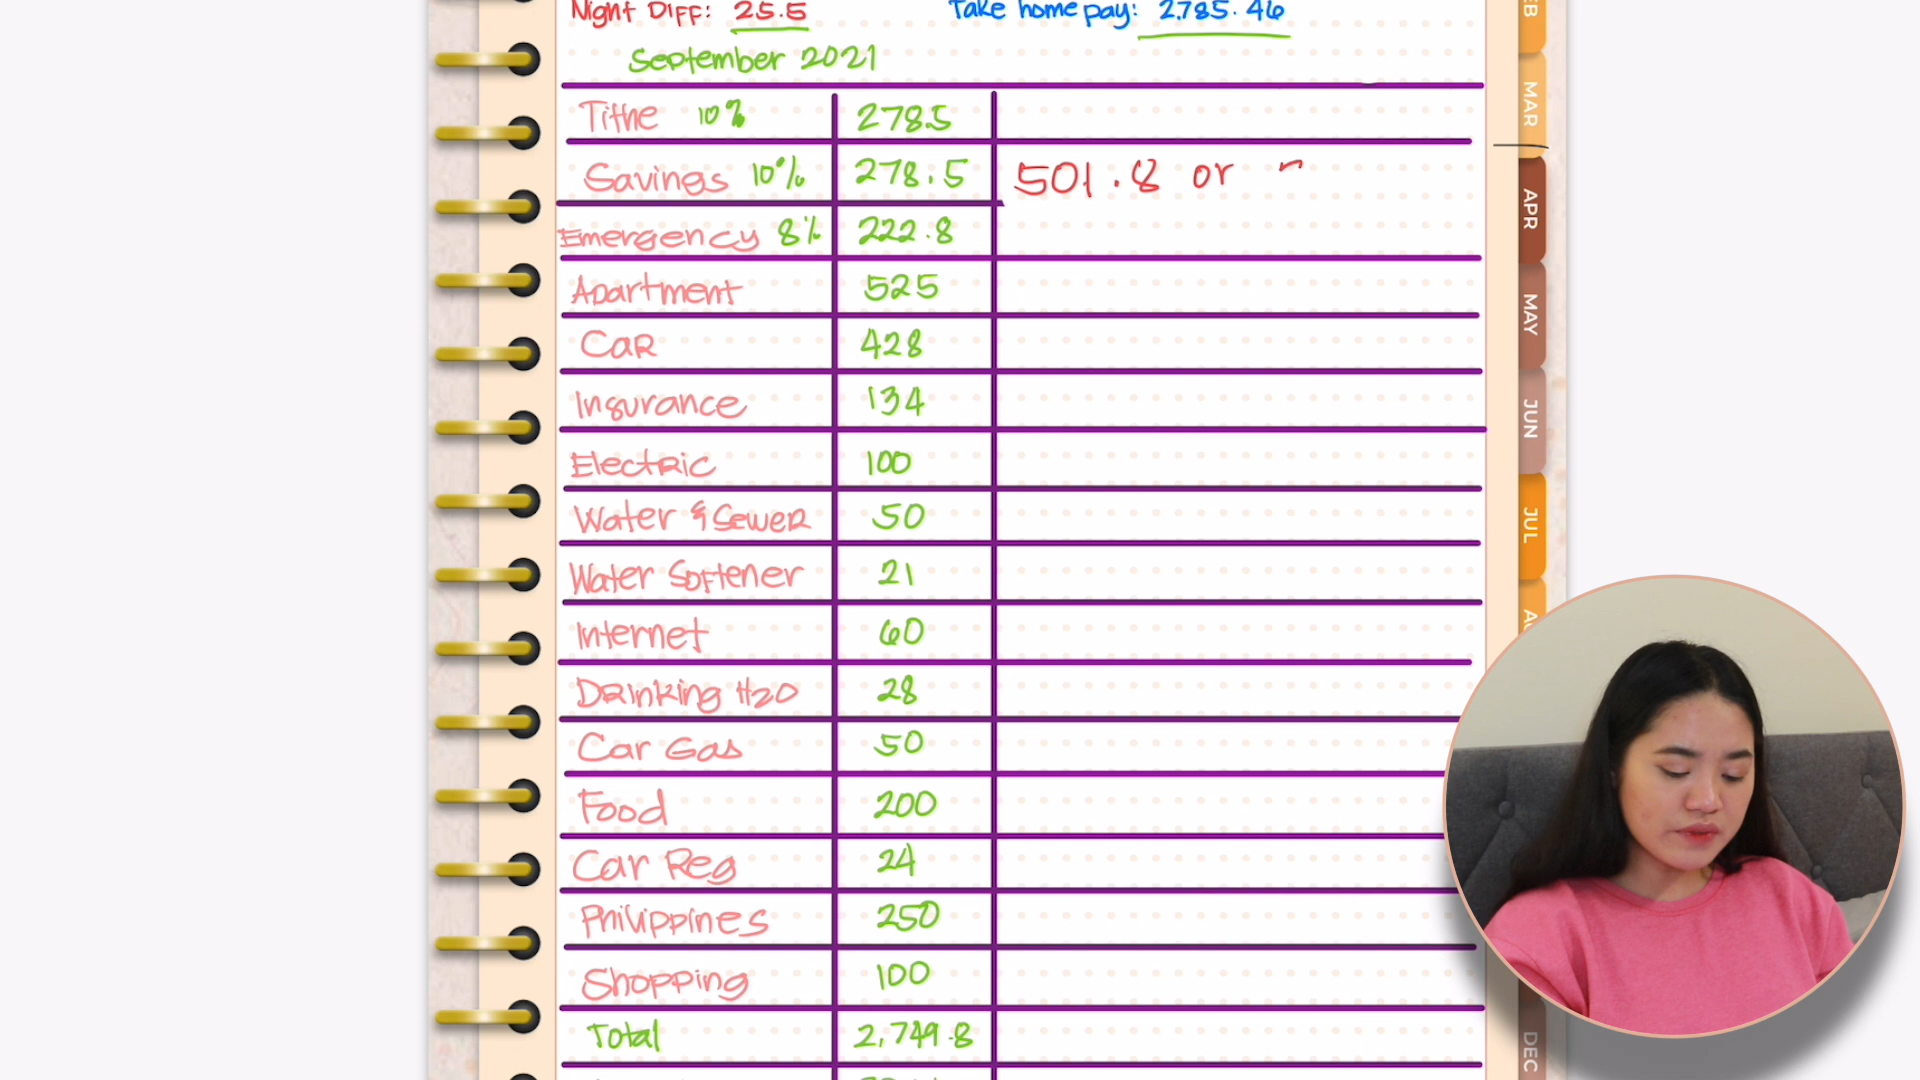 Night Diff: 25.5 Take home pay: 2,785.46
September 2021
Tithe 10% 278.5
Savings 10% 278.5 501.8 or
Emergency 8% 222.8
Apartment 525
Car 428
Insurance 134
Electric 100
Water & Sewer 50
Water Softener 21
Internet 60
Drinking H2O 28
Car Gas 50
Food 200
Car Reg 24
Philippines 250
Shopping 100
Total 2,749.8
MAR
APR
MAY
JUN
JUL
DEC